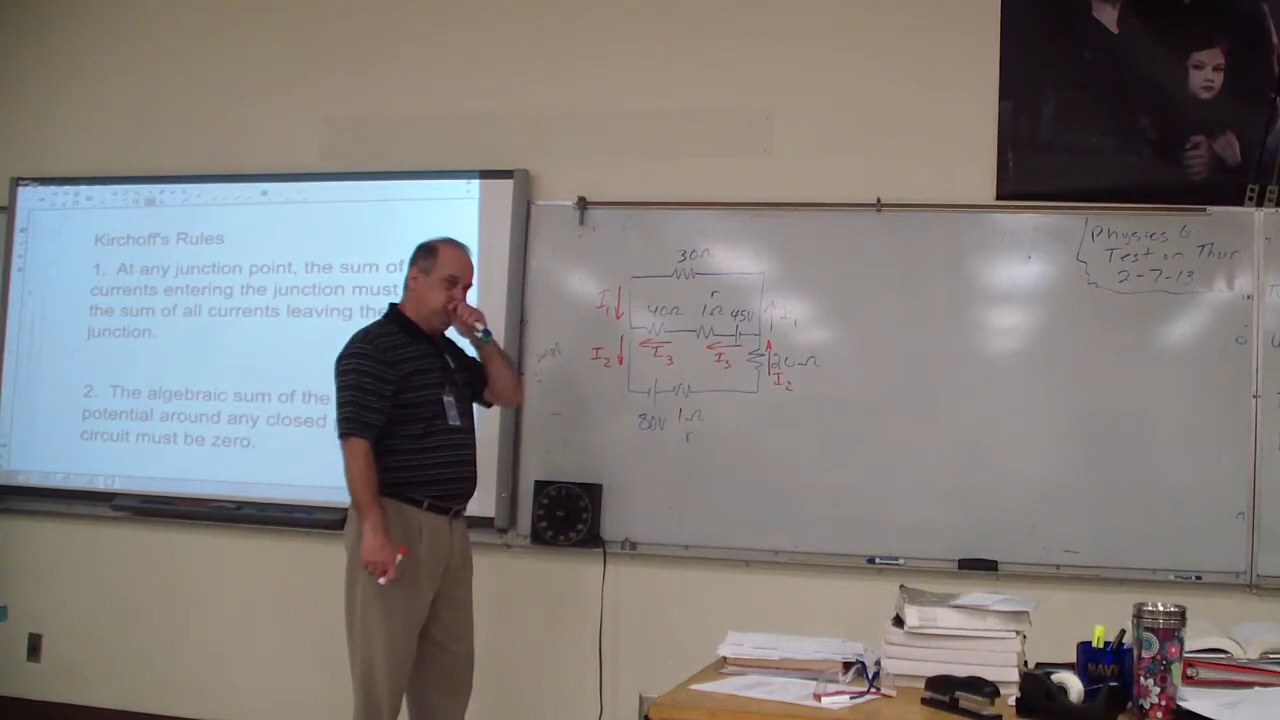 Kirchoff's Rules
1. At any junction point, the sum of
currents entering the junction must
the sum of all currents leaving the
junction.
2. The algebraic sum of the
potential around any closed
circuit must be zero.
30Ω
I₁
40Ω
r
1Ω
45V
I₁
I₂
I₃
I₃
20Ω
I₂
80V
1Ω
r
Physics
Test on Thur
2-7-13
NAVY